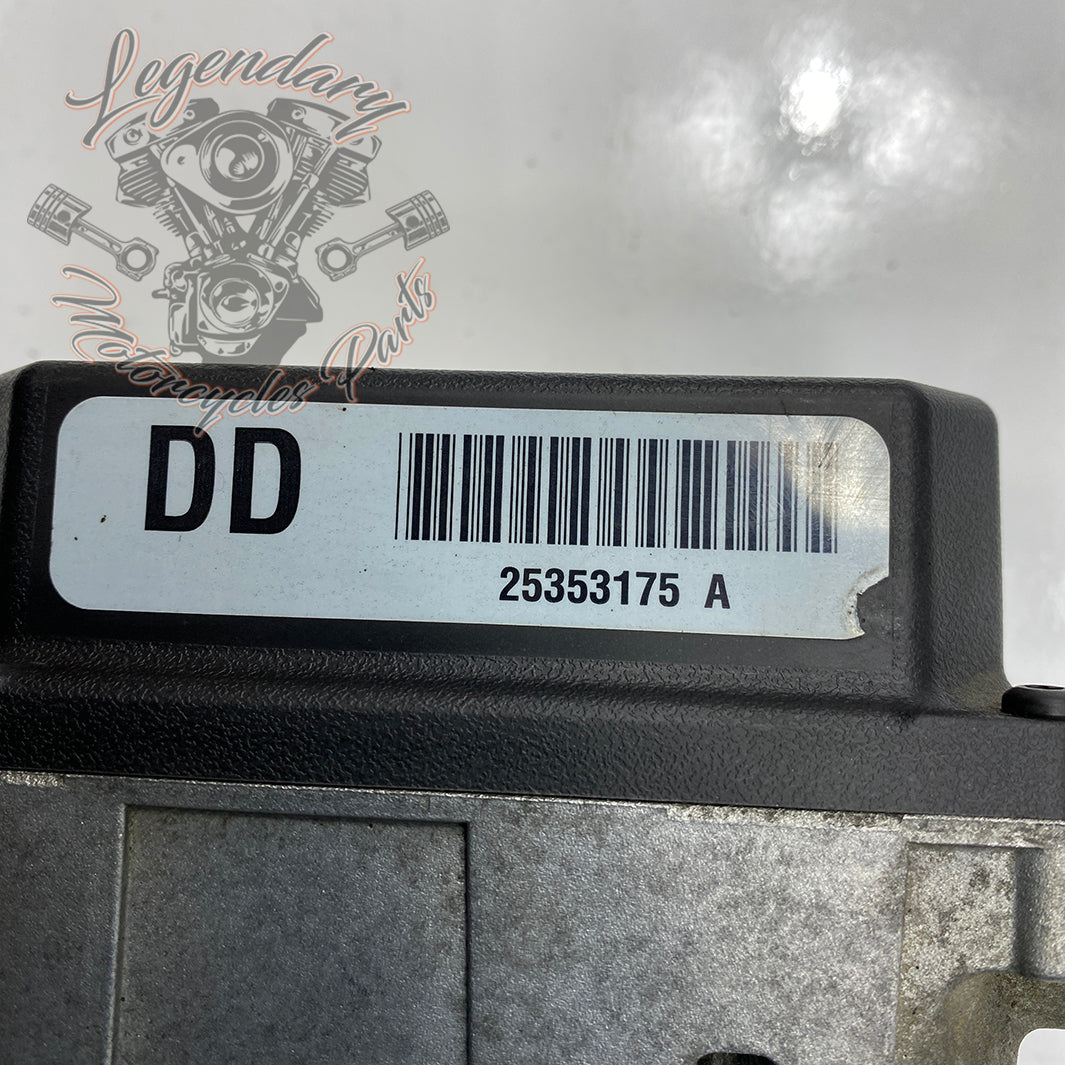 Legendary
Motorcycles Parts
DD
25353175 A